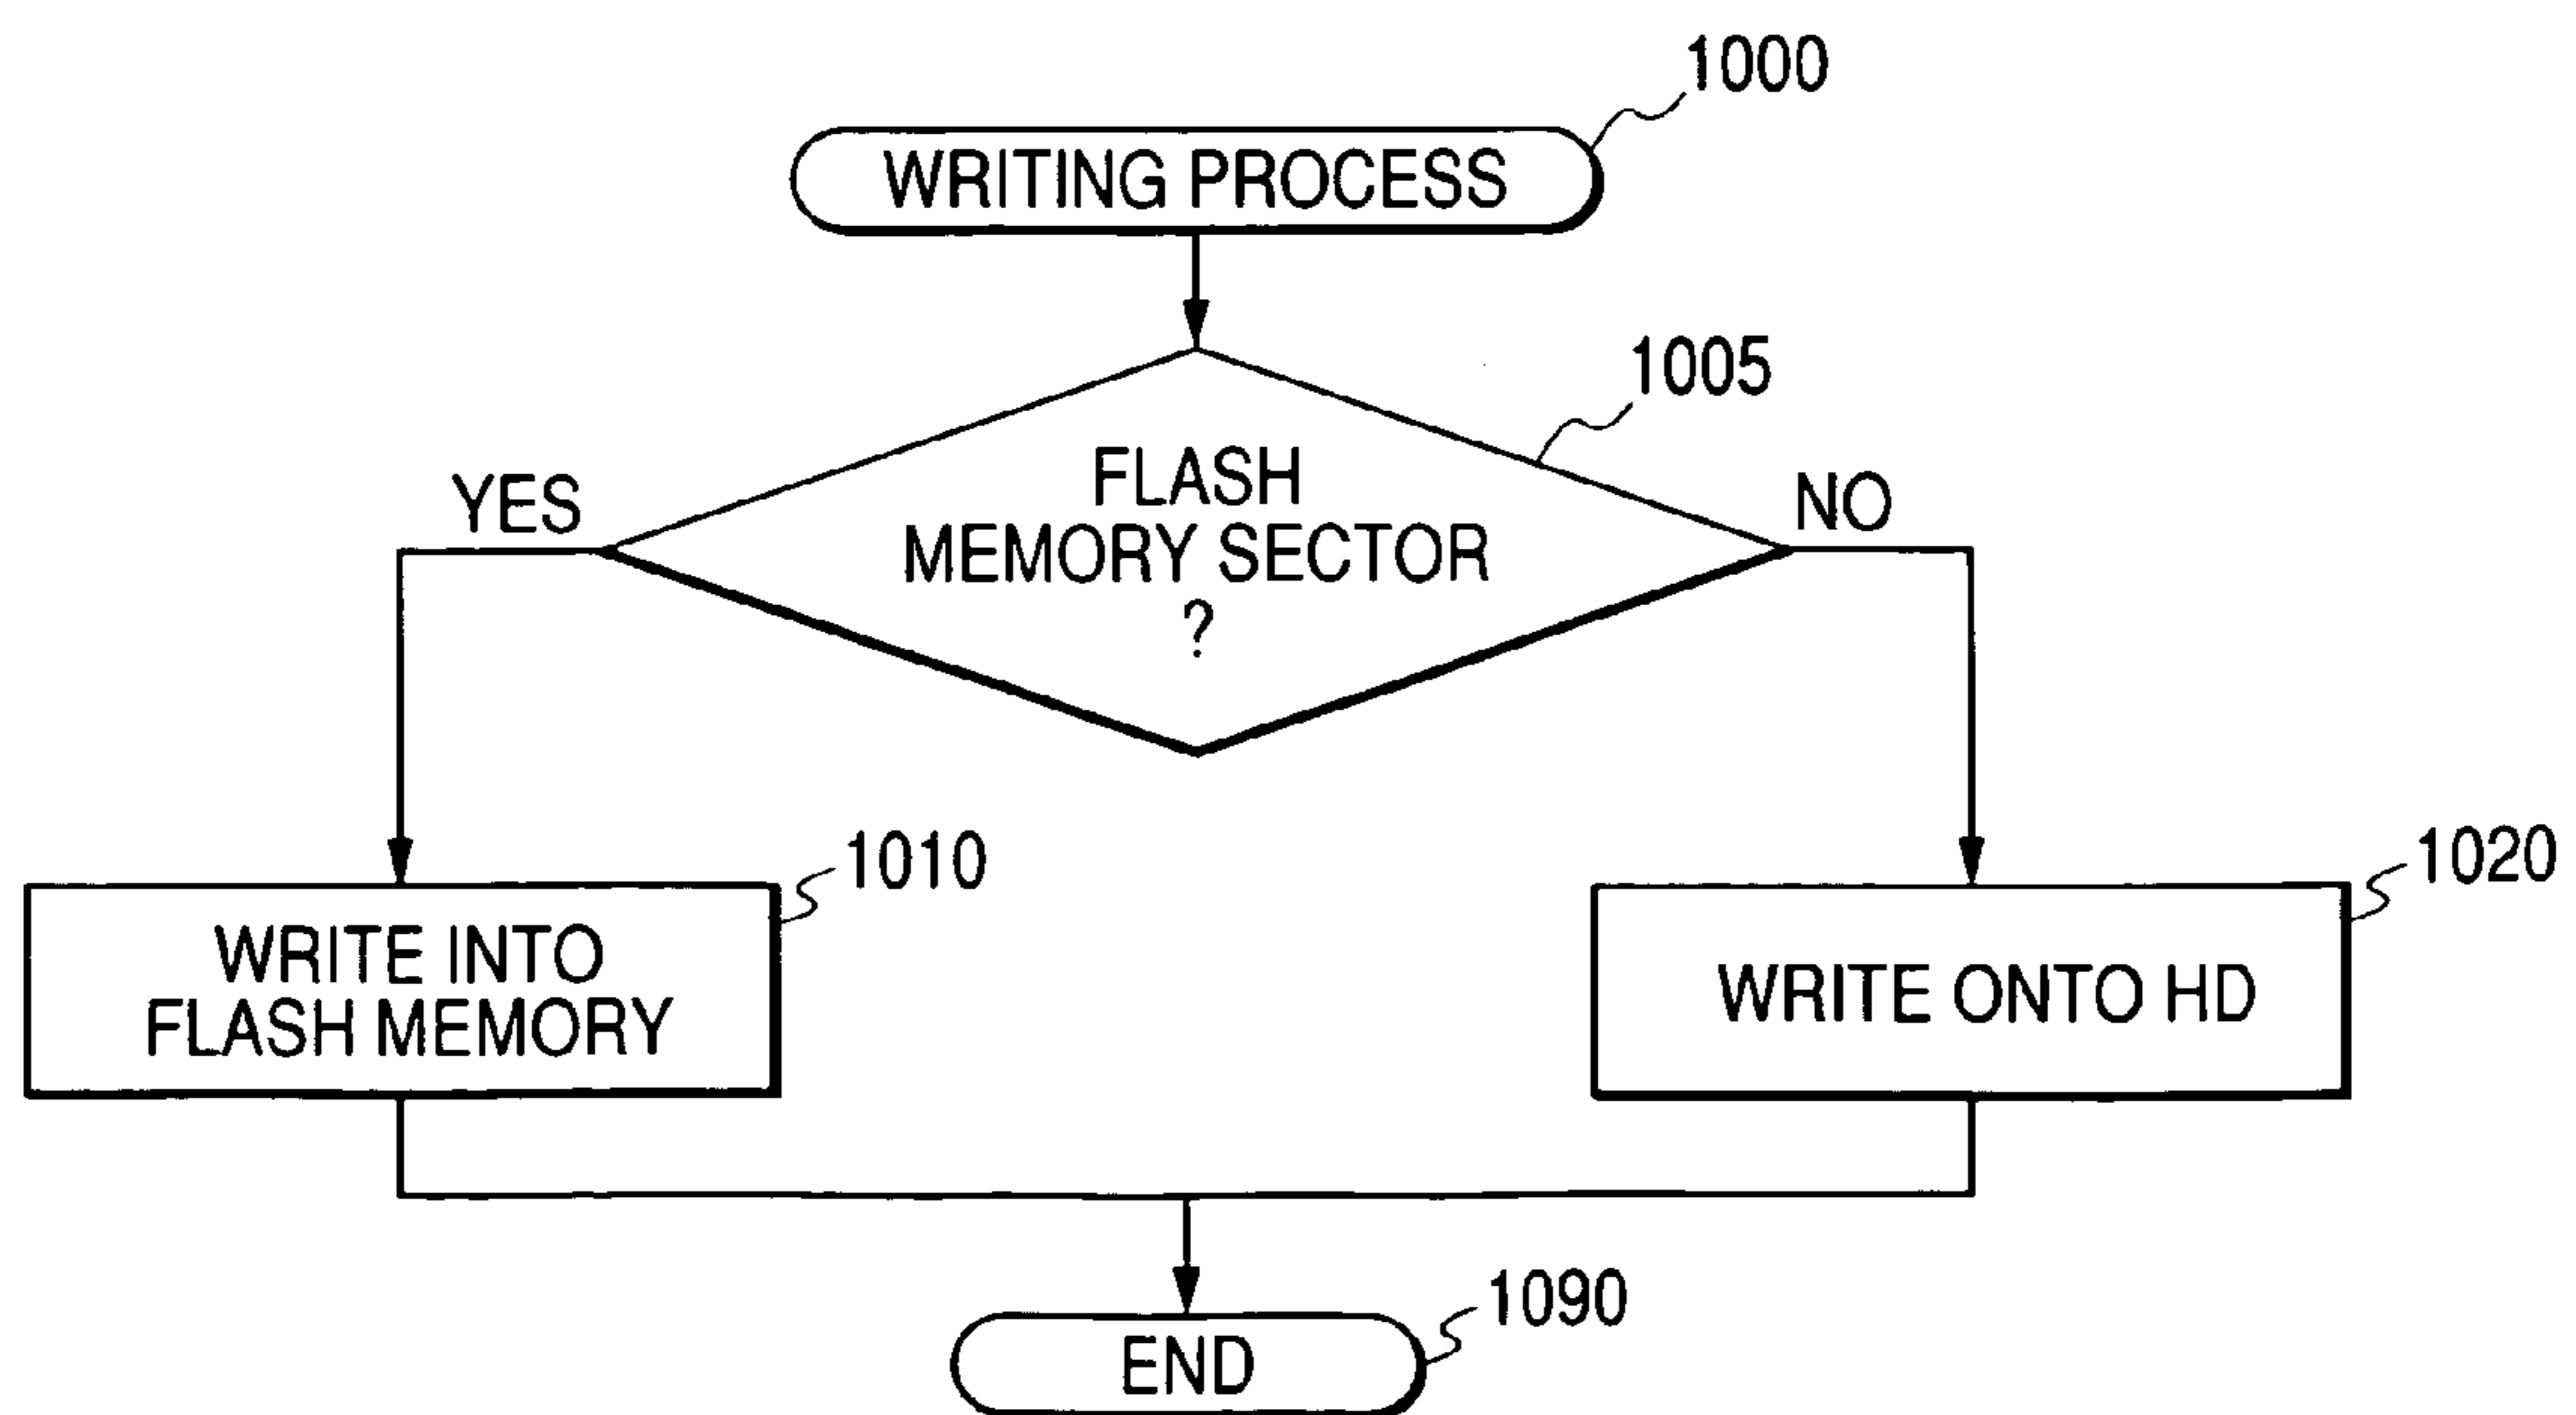 1000
WRITING PROCESS
1005
FLASH
MEMORY SECTOR
?
YES
NO
1010
WRITE INTO
FLASH MEMORY
1020
WRITE ONTO HD
1090
END